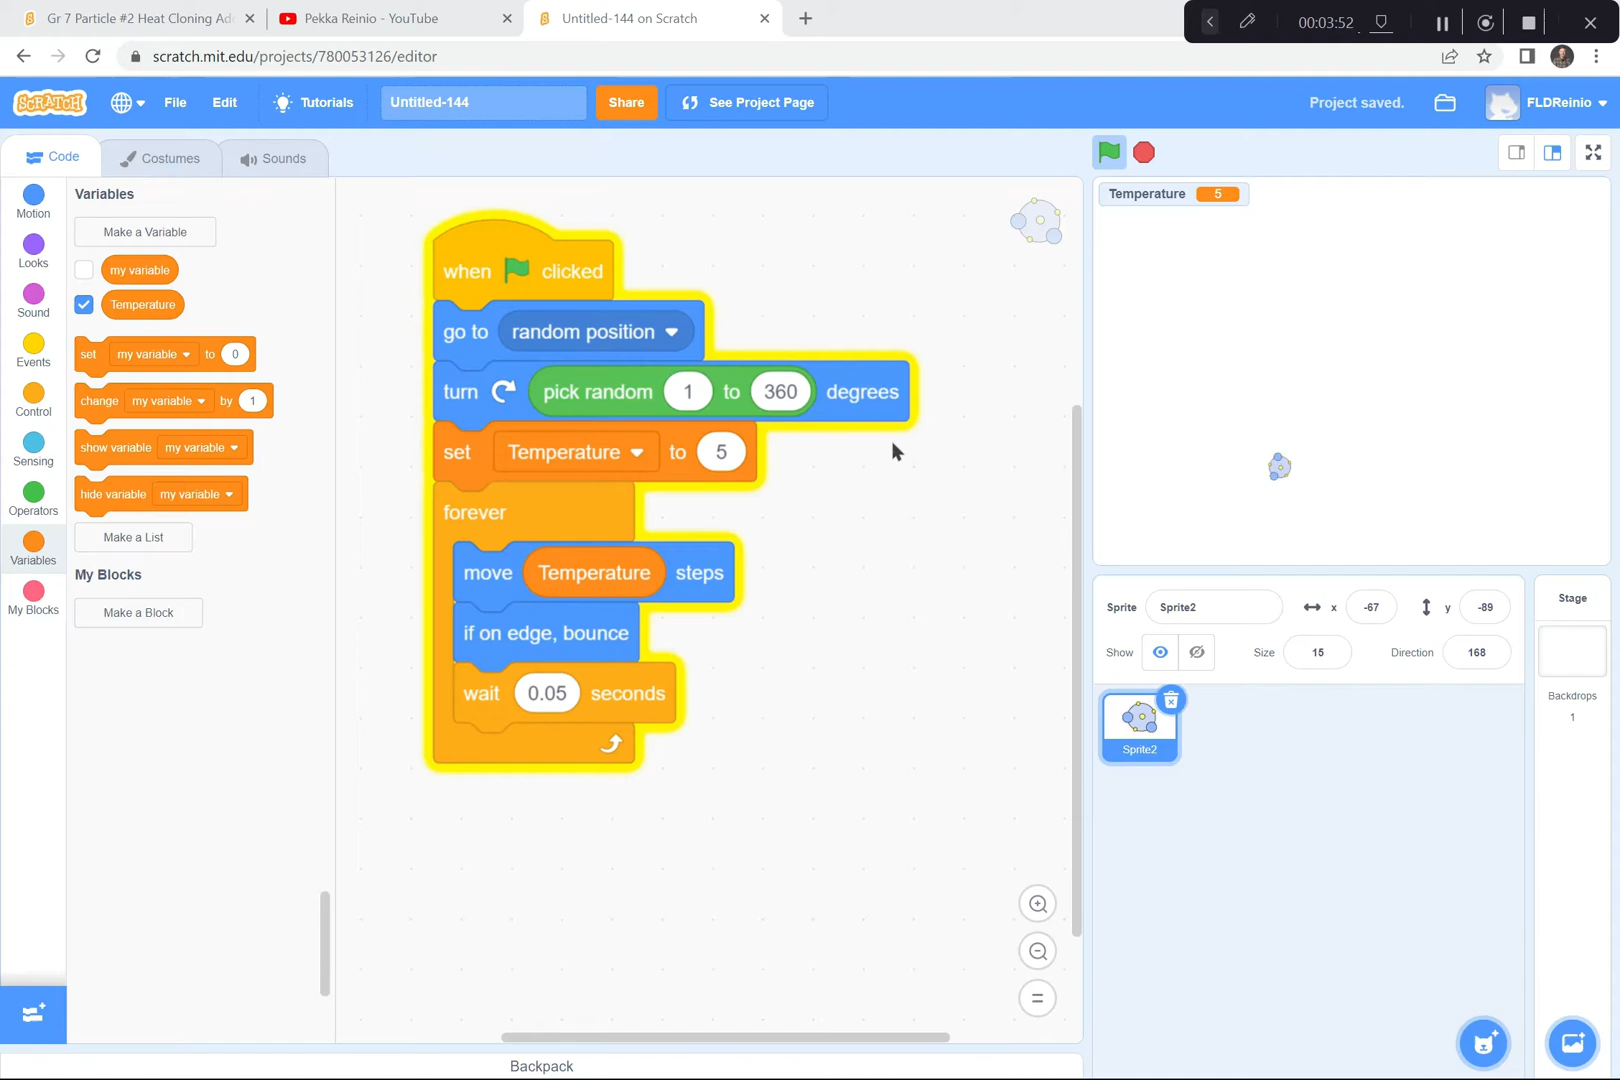 Gr 7 Particle #2 Heat Cloning Ad
Pekka Reinio - YouTube
Untitled-144 on Scratch
00:03:52
scratch.mit.edu/projects/780053126/editor
SCRATCH
File
Edit
Tutorials
Untitled-144
Share
See Project Page
Project saved.
FLDReinio
Code
Costumes
Sounds
Motion
Looks
Sound
Events
Control
Sensing
Operators
Variables
My Blocks
Variables
Make a Variable
my variable
Temperature
set my variable to 0
change my variable by 1
show variable my variable
hide variable my variable
Make a List
My Blocks
Make a Block
when clicked
go to random position
turn pick random 1 to 360 degrees
set Temperature to 5
forever
move Temperature steps
if on edge, bounce
wait 0.05 seconds
Backpack
Temperature 5
Sprite Sprite2 x -67 y -89
Show Size 15 Direction 168
Sprite2
Stage
Backdrops
1